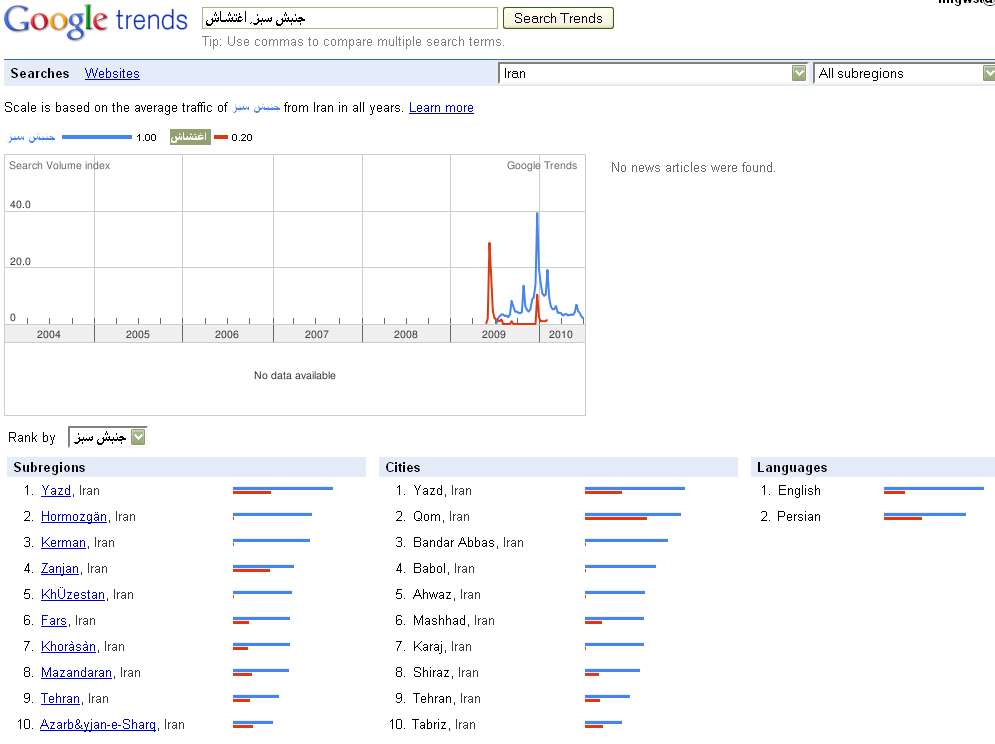 Google trends
جنبش سبز, اغتشاش
Search Trends
Tip: Use commas to compare multiple search terms.
Searches Websites
Iran
All subregions
Scale is based on the average traffic of جنبش سبز from Iran in all years. Learn more
جنبش سبز 1.00 اغتشاش 0.20
Search Volume index
Google Trends
No news articles were found.
40.0
20.0
0
2004 2005 2006 2007 2008 2009 2010
No data available
Rank by جنبش سبز
Subregions
1. Yazd, Iran
2. Hormozgän, Iran
3. Kerman, Iran
4. Zanjan, Iran
5. KhÜzestan, Iran
6. Fars, Iran
7. Khoràsàn, Iran
8. Mazandaran, Iran
9. Tehran, Iran
10. Azarb&yjan-e-Sharq, Iran
Cities
1. Yazd, Iran
2. Qom, Iran
3. Bandar Abbas, Iran
4. Babol, Iran
5. Ahwaz, Iran
6. Mashhad, Iran
7. Karaj, Iran
8. Shiraz, Iran
9. Tehran, Iran
10. Tabriz, Iran
Languages
1. English
2. Persian